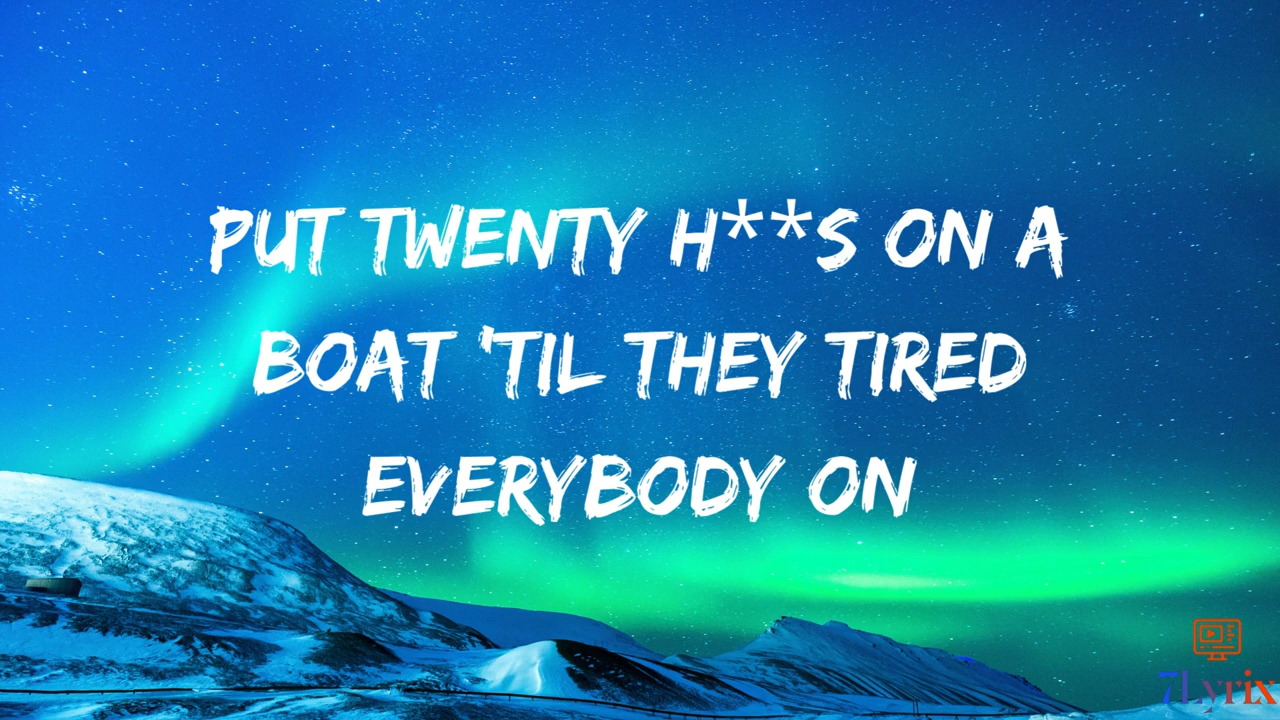 PUT TWENTY H**S ON A
BOAT 'TIL THEY TIRED
EVERYBODY ON
7Lyrix